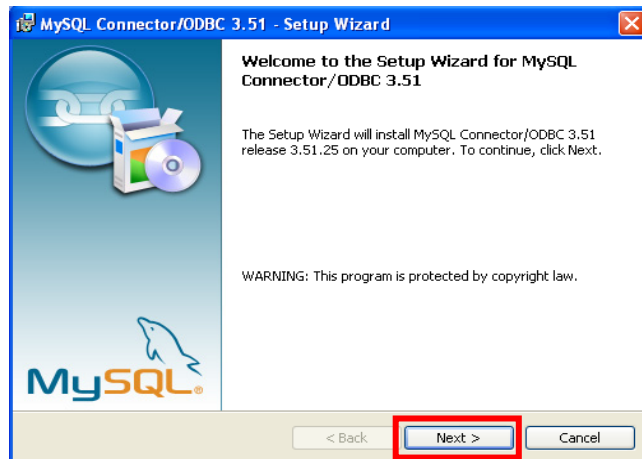 MySQL Connector/ODBC 3.51 - Setup Wizard
Welcome to the Setup Wizard for MySQL
Connector/ODBC 3.51
The Setup Wizard will install MySQL Connector/ODBC 3.51
release 3.51.25 on your computer. To continue, click Next.
WARNING: This program is protected by copyright law.
MySQL®
< Back
Next >
Cancel